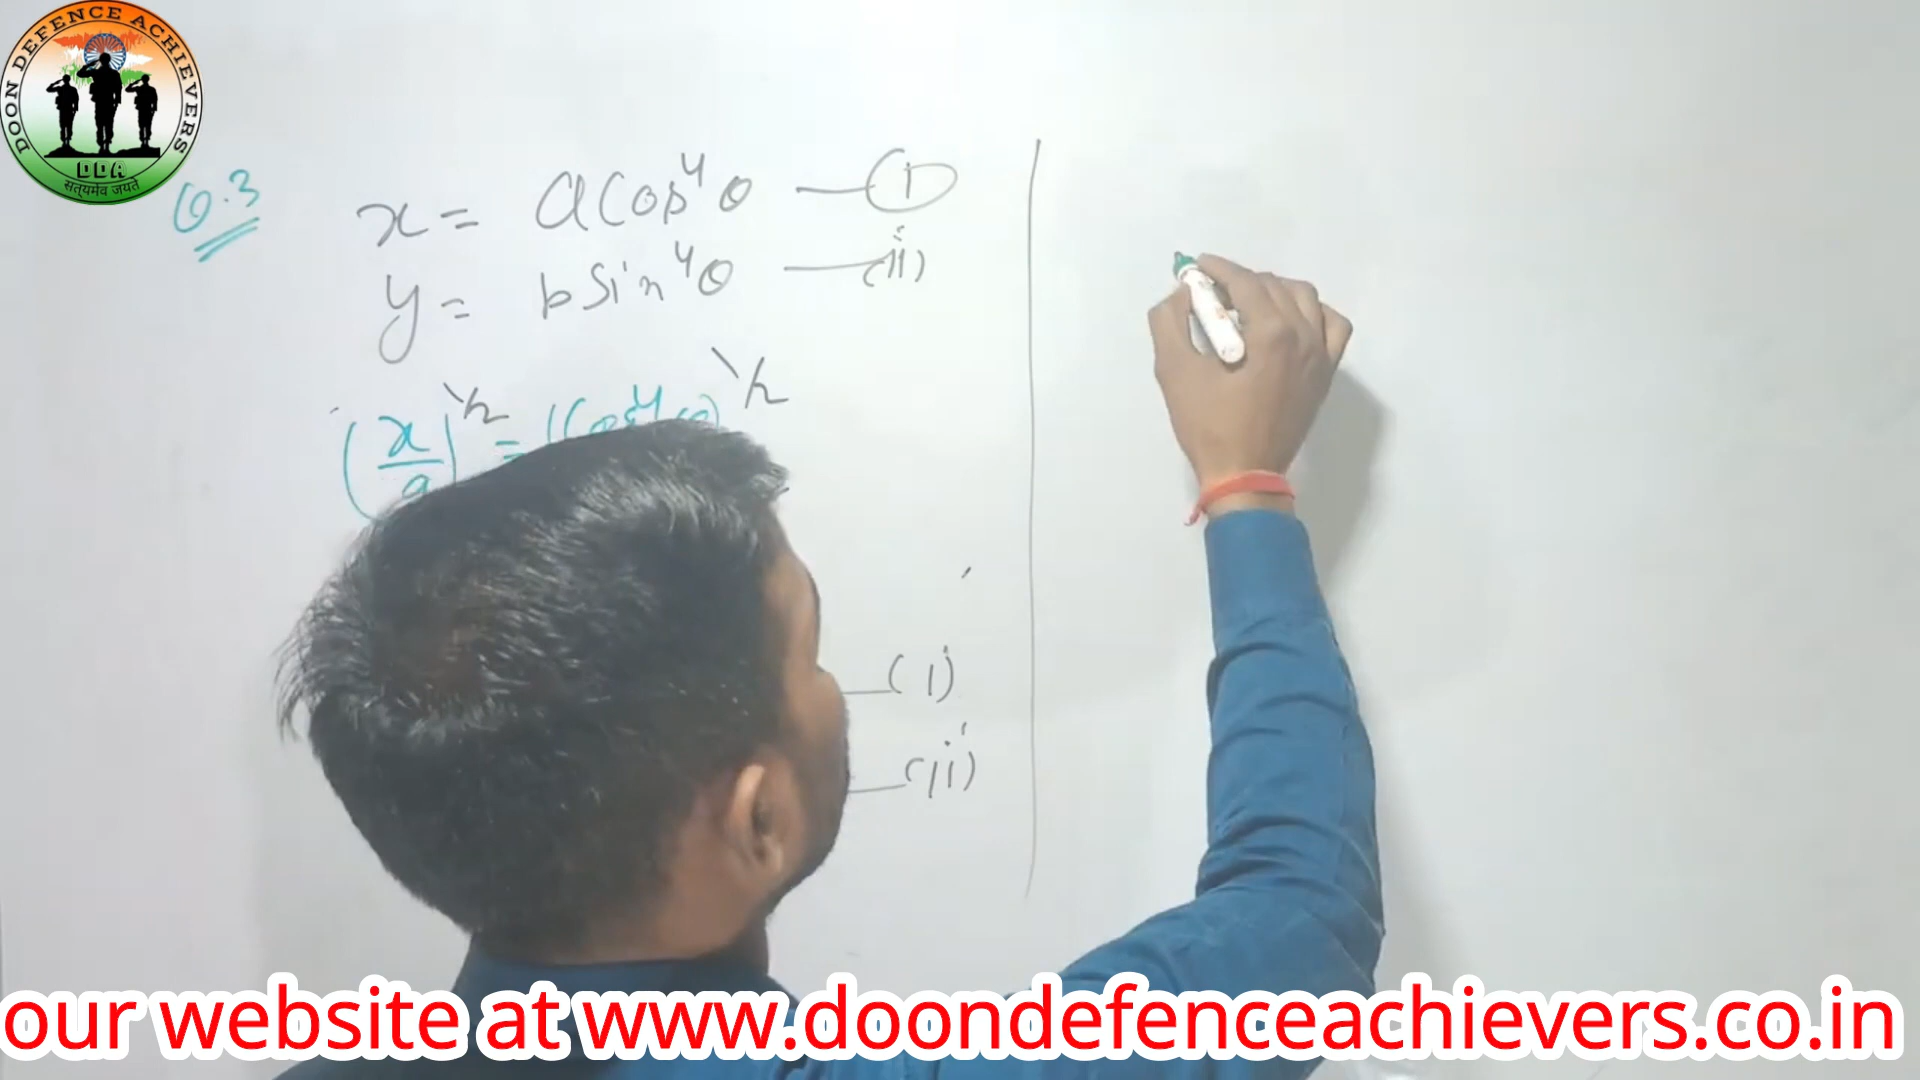 DOON DEFENCE ACHIEVERS
DDA
सत्यमेव जयते
Q.3
x = a Cos⁴θ — (i)
y = b Sin⁴θ — (ii)
(x/a)^1/2 = (Cos⁴θ)^1/2
— (i)
— (ii)
our website at www.doondefenceachievers.co.in